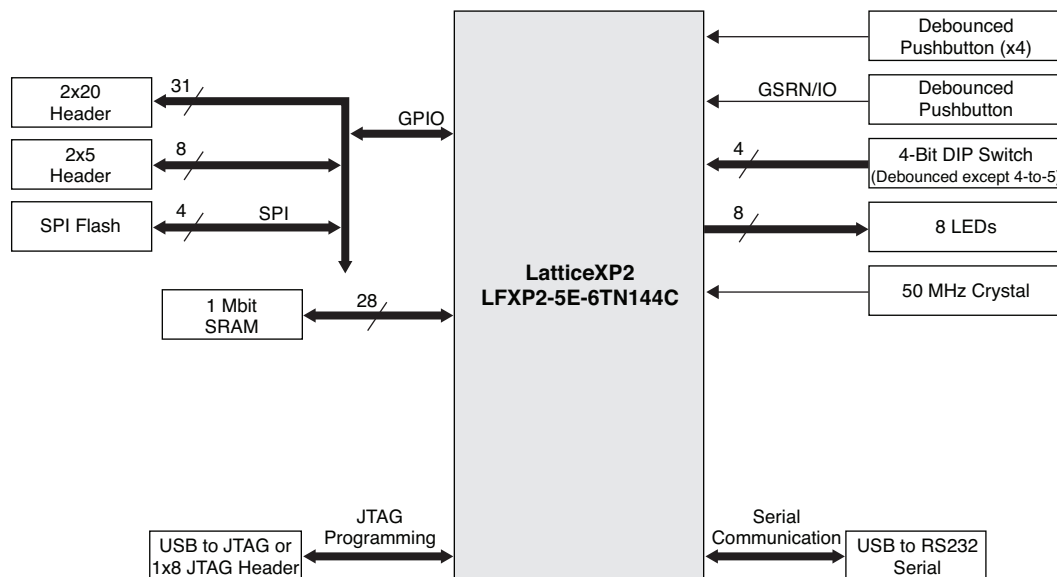 2x20
Header
31
2x5
Header
8
SPI Flash
4
SPI
GPIO
1 Mbit
SRAM
28
USB to JTAG or
1x8 JTAG Header
JTAG
Programming
LatticeXP2
LFXP2-5E-6TN144C
Debounced
Pushbutton (x4)
GSRN/IO
Debounced
Pushbutton
4
4-Bit DIP Switch
(Debounced except 4-to-5)
8
8 LEDs
50 MHz Crystal
Serial
Communication
USB to RS232
Serial